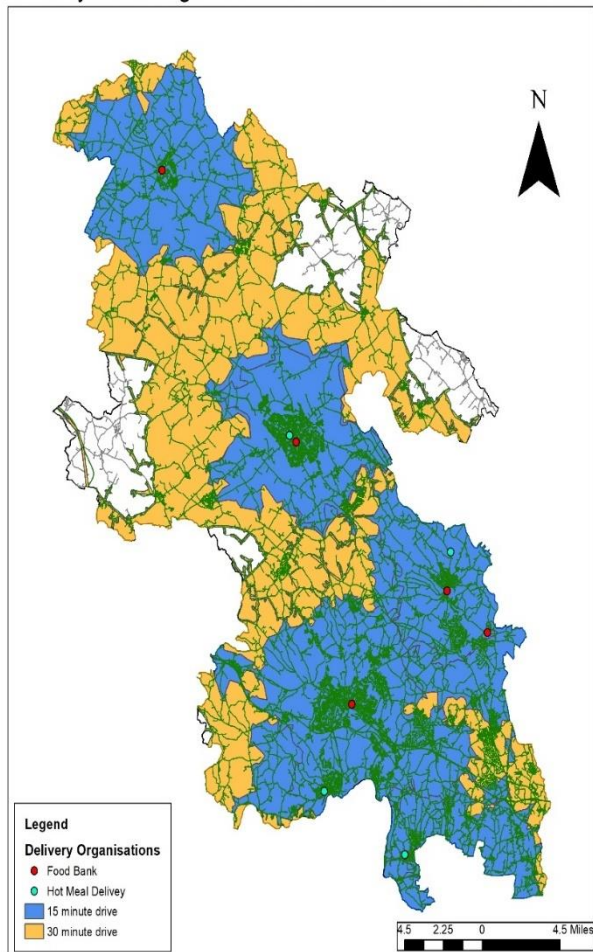 N
Legend
Delivery Organisations
Food Bank
Hot Meal Delivey
15 minute drive
30 minute drive
4.5 2.25 0 4.5 Miles